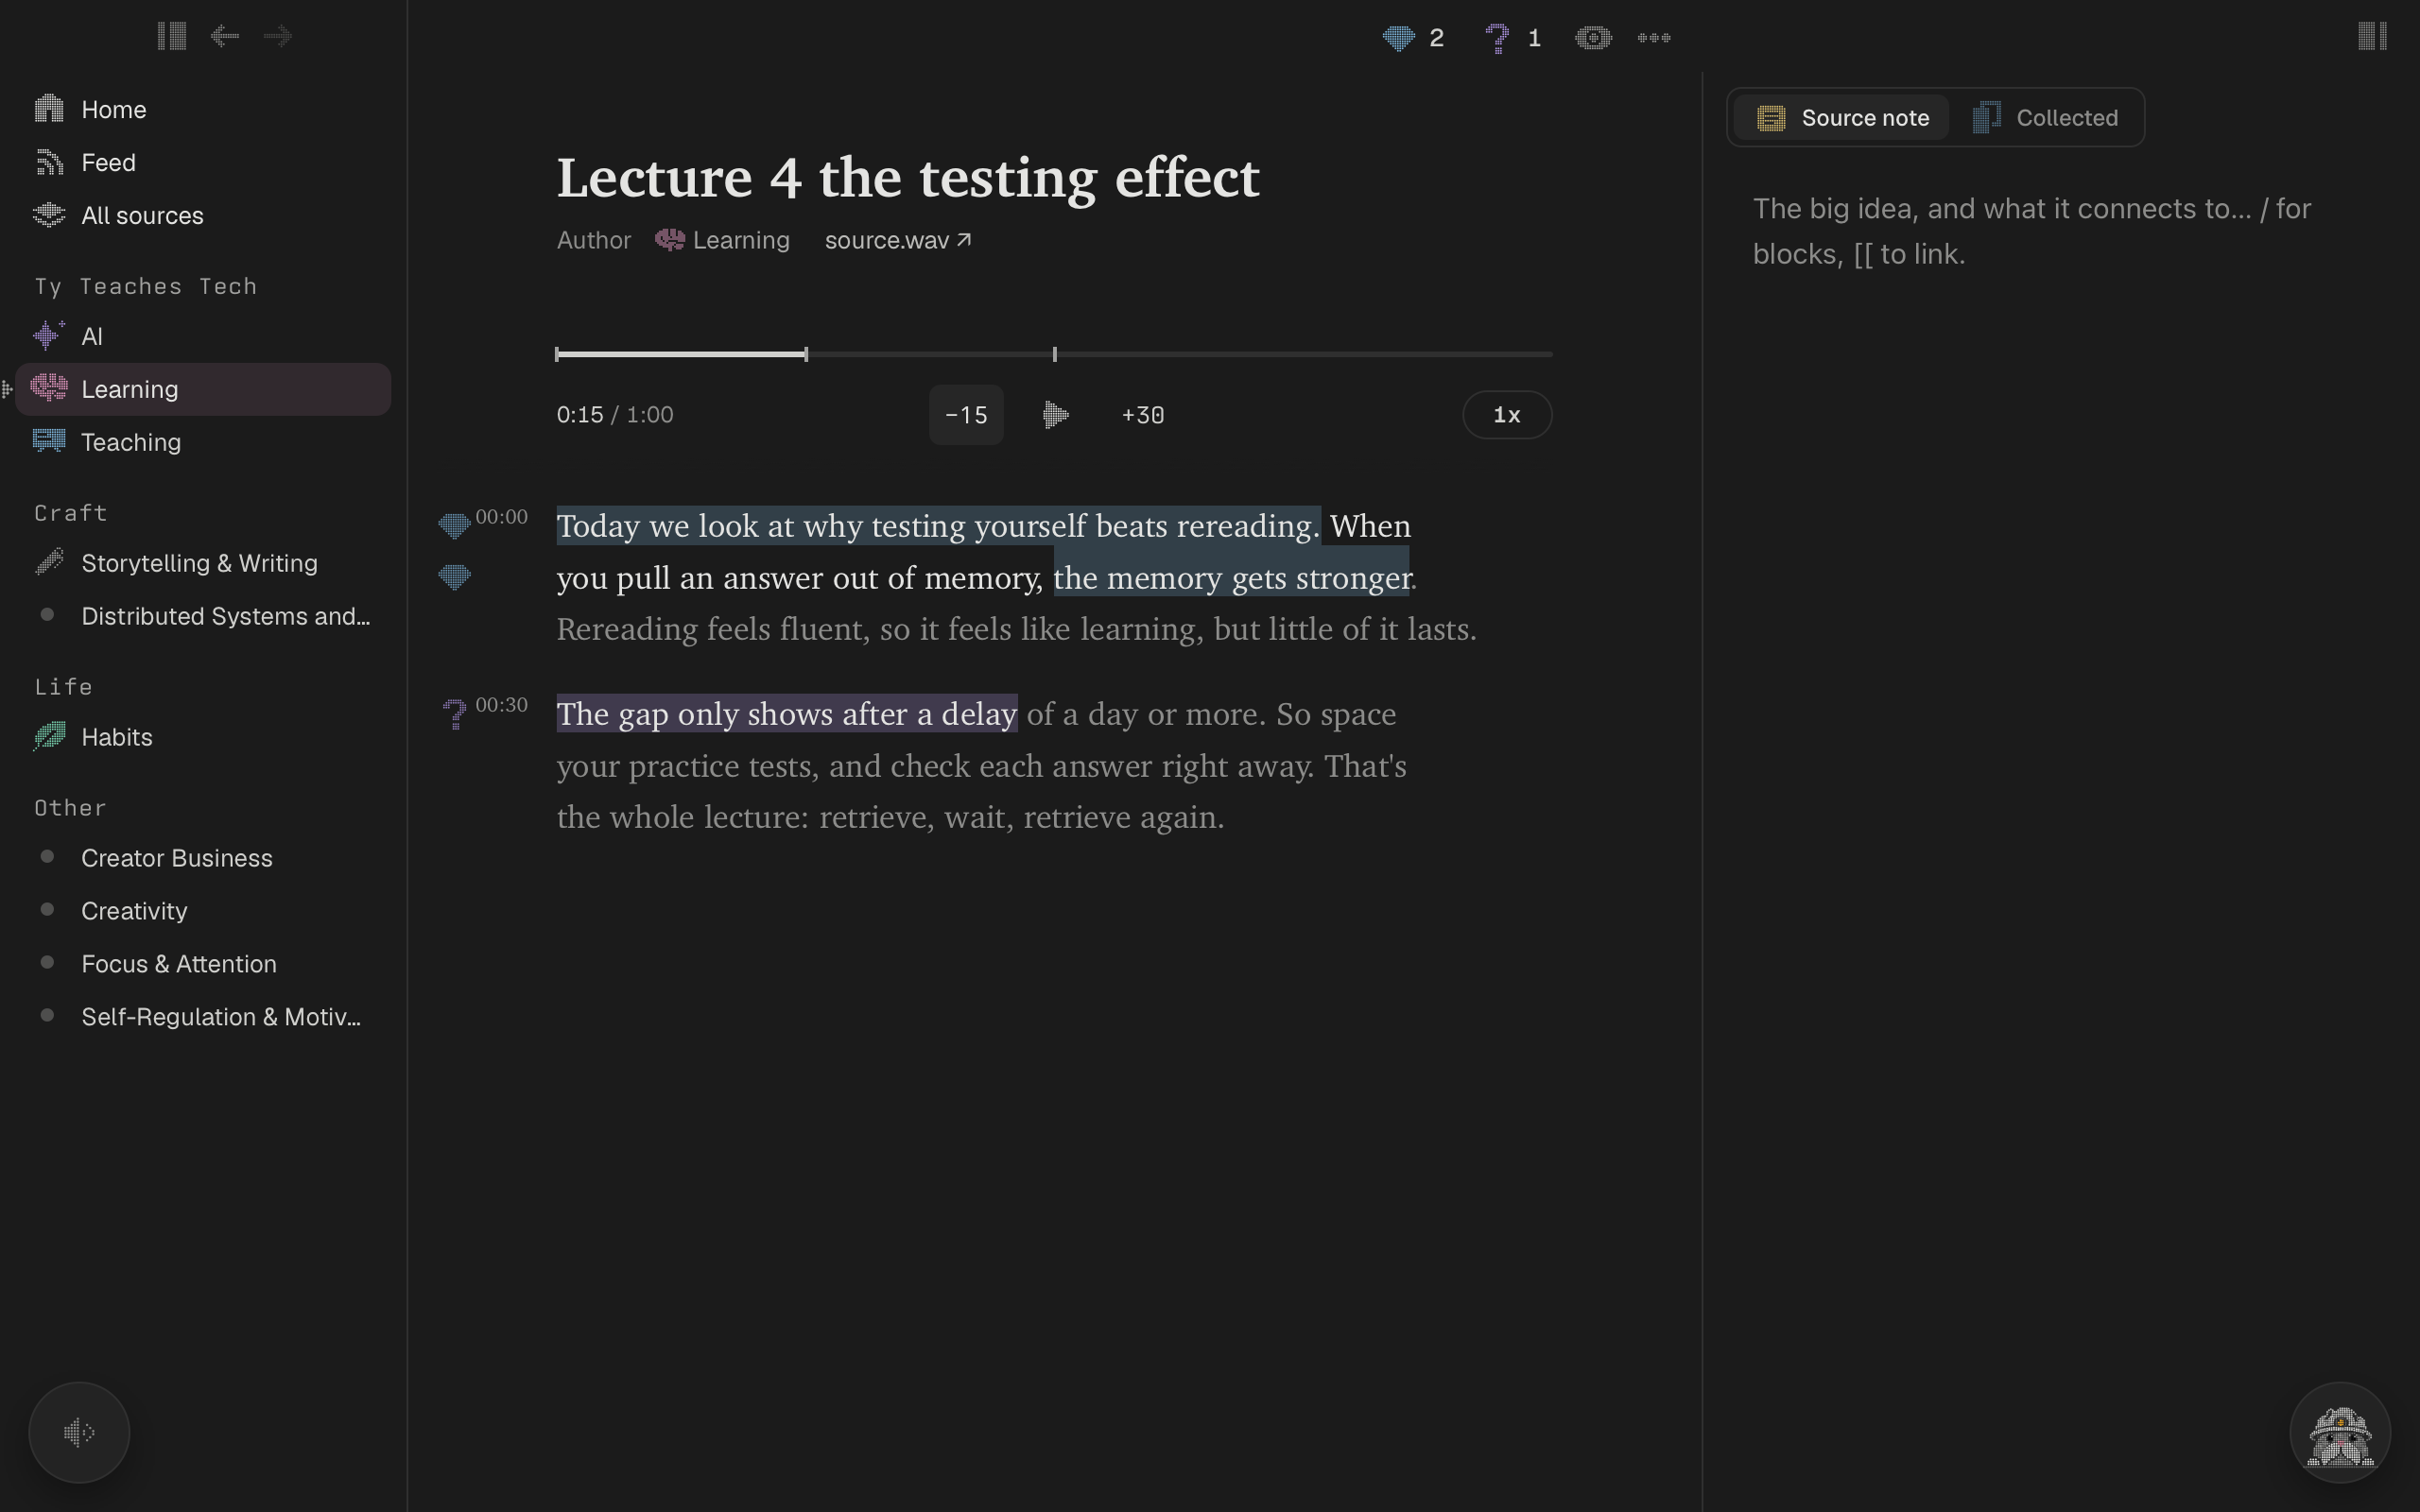 2
1
Home
Feed
All sources
Ty Teaches Tech
AI
Learning
Teaching
Craft
Storytelling & Writing
Distributed Systems and...
Life
Habits
Other
Creator Business
Creativity
Focus & Attention
Self-Regulation & Motiv...
Lecture 4 the testing effect
Author Learning source.wav ↗
0:15 / 1:00
-15
+30
1x
00:00
Today we look at why testing yourself beats rereading. When
you pull an answer out of memory, the memory gets stronger.
Rereading feels fluent, so it feels like learning, but little of it lasts.
00:30
The gap only shows after a delay of a day or more. So space
your practice tests, and check each answer right away. That's
the whole lecture: retrieve, wait, retrieve again.
Source note
Collected
The big idea, and what it connects to... / for
blocks, [[ to link.